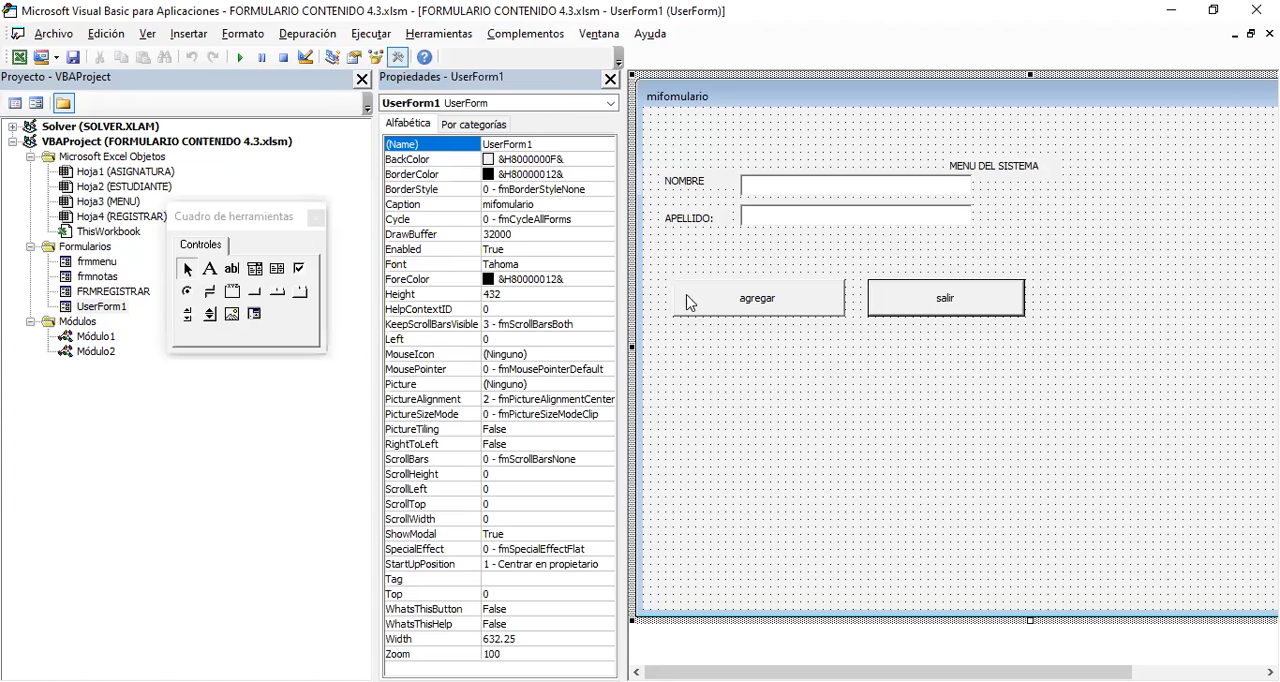 Microsoft Visual Basic para Aplicaciones - FORMULARIO CONTENIDO 4.3.xlsm - [FORMULARIO CONTENIDO 4.3.xlsm - UserForm1 (UserForm)]
Archivo Edición Ver Insertar Formato Depuración Ejecutar Herramientas Complementos Ventana Ayuda
Proyecto - VBAProject
Solver (SOLVER.XLAM)
VBAProject (FORMULARIO CONTENIDO 4.3.xlsm)
Microsoft Excel Objetos
Hoja1 (ASIGNATURA)
Hoja2 (ESTUDIANTE)
Hoja3 (MENU)
Hoja4 (REGISTRAR)
ThisWorkbook
Formularios
frmmenu
frmnotas
FRMREGISTRAR
UserForm1
Módulos
Módulo1
Módulo2
Cuadro de herramientas
Controles
A
ab
Propiedades - UserForm1
UserForm1 UserForm
Alfabética Por categorías
(Name) UserForm1
BackColor &H8000000F&
BorderColor &H80000012&
BorderStyle 0 - fmBorderStyleNone
Caption mifomulario
Cycle 0 - fmCycleAllForms
DrawBuffer 32000
Enabled True
Font Tahoma
ForeColor &H80000012&
Height 432
HelpContextID 0
KeepScrollBarsVisible 3 - fmScrollBarsBoth
Left 0
MouseIcon (Ninguno)
MousePointer 0 - fmMousePointerDefault
Picture (Ninguno)
PictureAlignment 2 - fmPictureAlignmentCenter
PictureSizeMode 0 - fmPictureSizeModeClip
PictureTiling False
RightToLeft False
ScrollBars 0 - fmScrollBarsNone
ScrollHeight 0
ScrollLeft 0
ScrollTop 0
ScrollWidth 0
ShowModal True
SpecialEffect 0 - fmSpecialEffectFlat
StartUpPosition 1 - Centrar en propietario
Tag
Top 0
WhatsThisButton False
WhatsThisHelp False
Width 632.25
Zoom 100
mifomulario
MENU DEL SISTEMA
NOMBRE
APELLIDO:
agregar salir